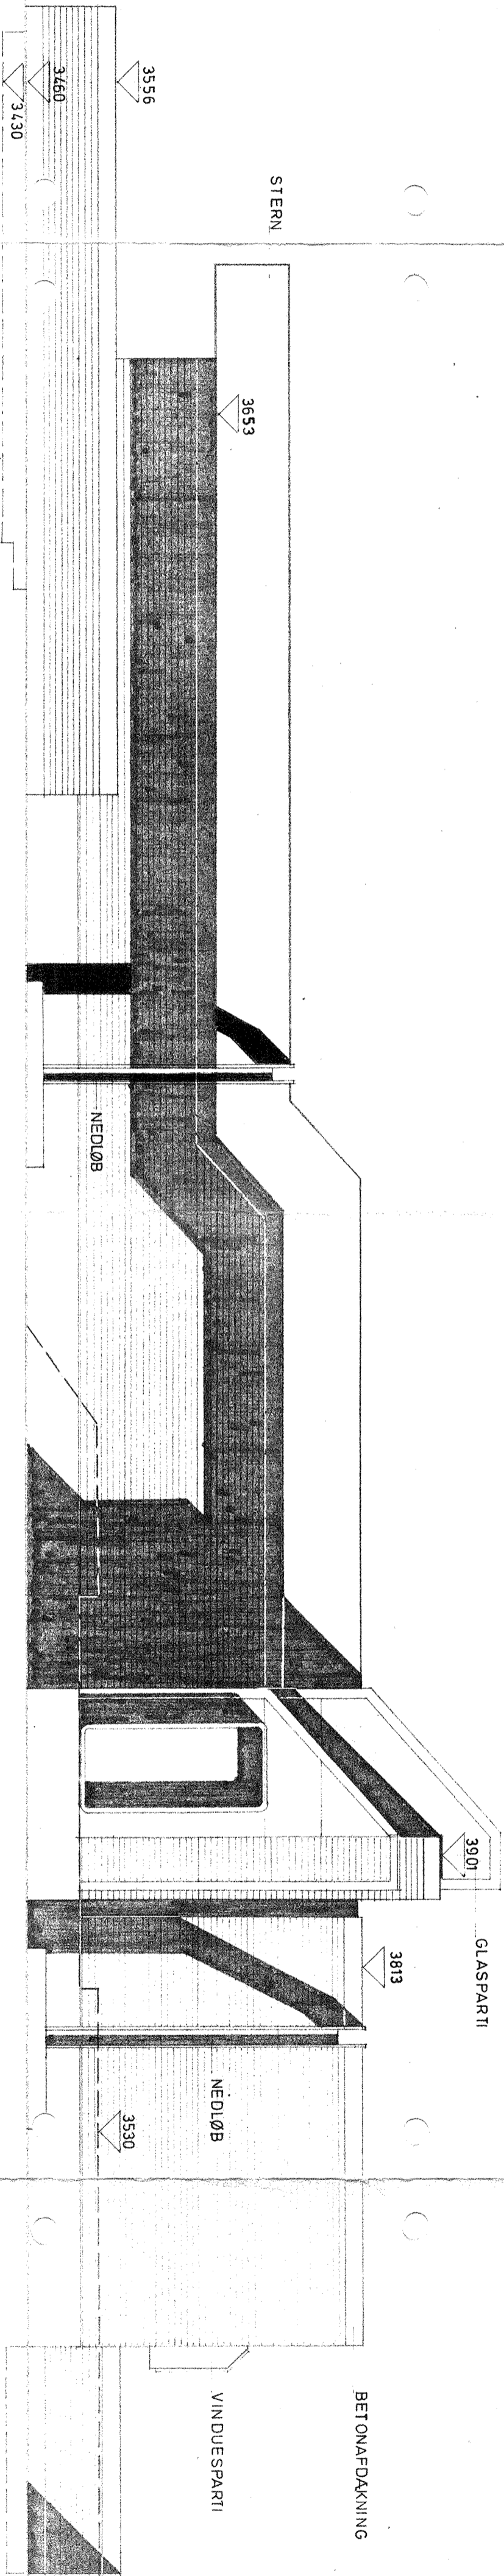 3556
3460
3430
STERN
3653
NEDLØB
3901
GLASPARTI
3813
NEDLØB
3530
VINDUESPARTI
BETONAFDÆKNING